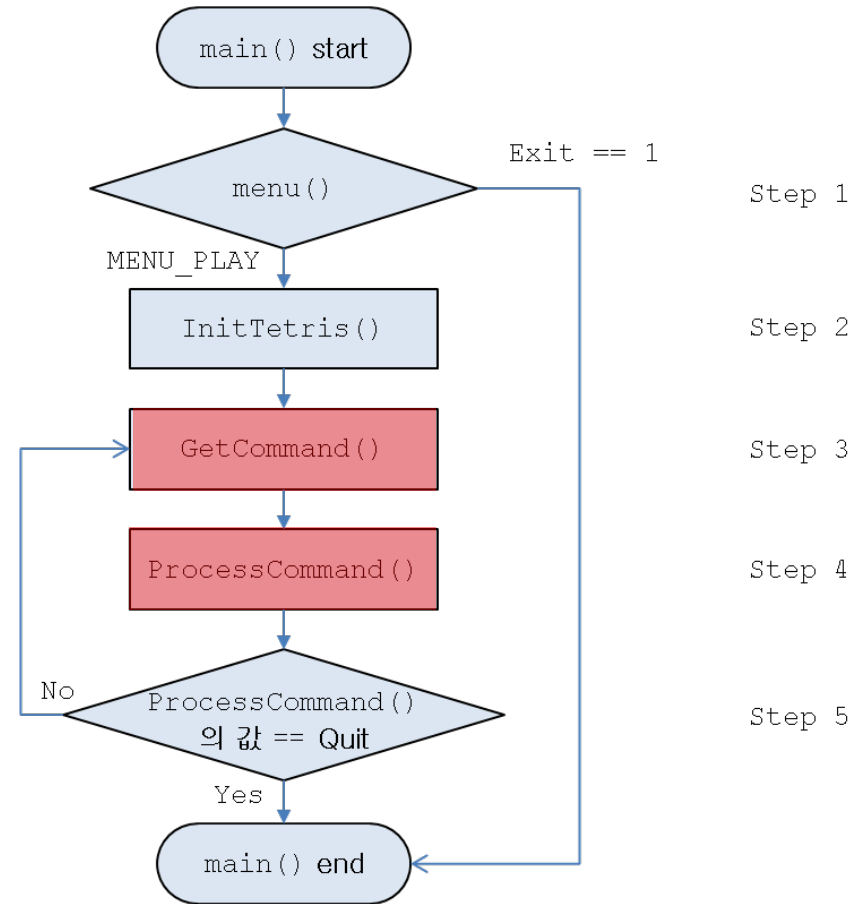 main() start
Exit == 1
menu()
Step 1
MENU_PLAY
InitTetris()
Step 2
GetCommand()
Step 3
ProcessCommand()
Step 4
No
ProcessCommand()
의 값 == Quit
Step 5
Yes
main() end